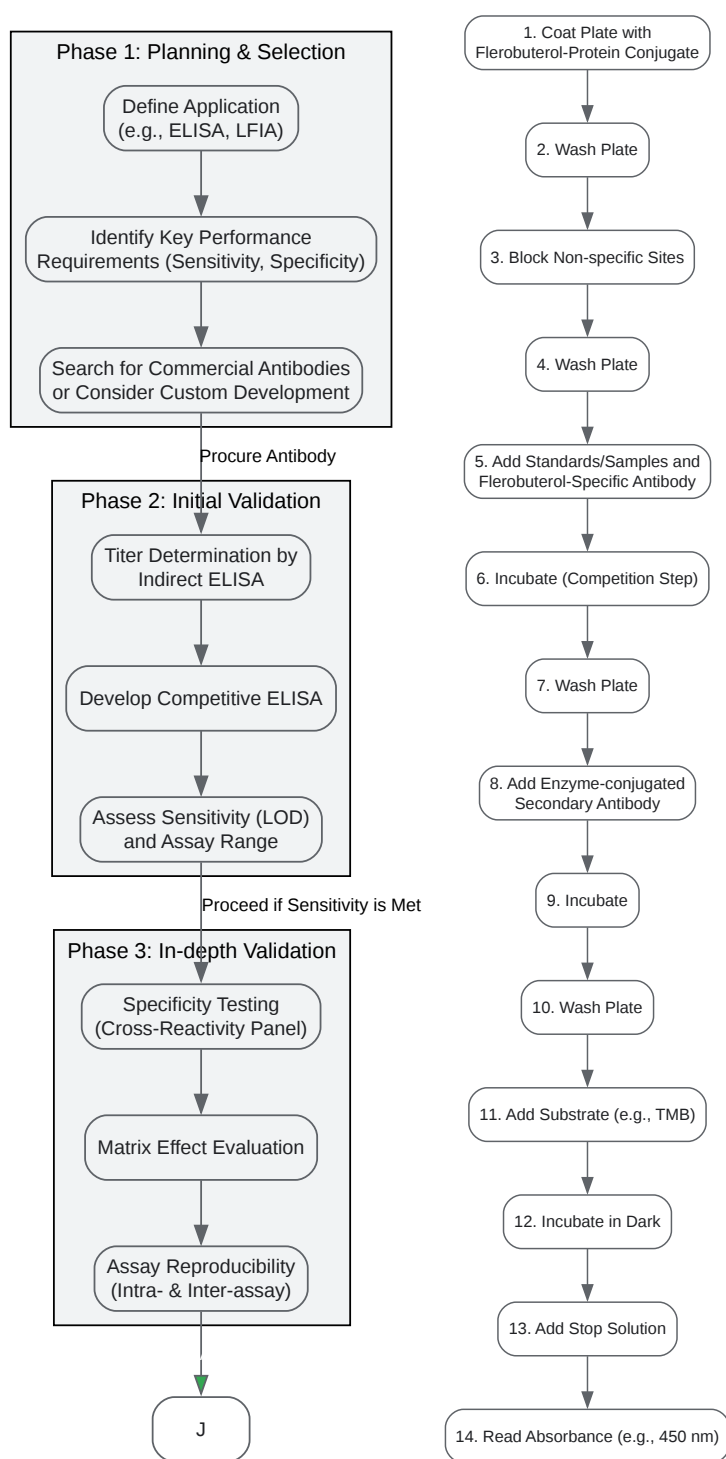 Phase 1: Planning & Selection
Define Application
(e.g., ELISA, LFIA)
Identify Key Performance
Requirements (Sensitivity, Specificity)
Search for Commercial Antibodies
or Consider Custom Development
Procure Antibody
Phase 2: Initial Validation
Titer Determination by
Indirect ELISA
Develop Competitive ELISA
Assess Sensitivity (LOD)
and Assay Range
Proceed if Sensitivity is Met
Phase 3: In-depth Validation
Specificity Testing
(Cross-Reactivity Panel)
Matrix Effect Evaluation
Assay Reproducibility
(Intra- & Inter-assay)
J
1. Coat Plate with
Flerobuterol-Protein Conjugate
2. Wash Plate
3. Block Non-specific Sites
4. Wash Plate
5. Add Standards/Samples and
Flerobuterol-Specific Antibody
6. Incubate (Competition Step)
7. Wash Plate
8. Add Enzyme-conjugated
Secondary Antibody
9. Incubate
10. Wash Plate
11. Add Substrate (e.g., TMB)
12. Incubate in Dark
13. Add Stop Solution
14. Read Absorbance (e.g., 450 nm)